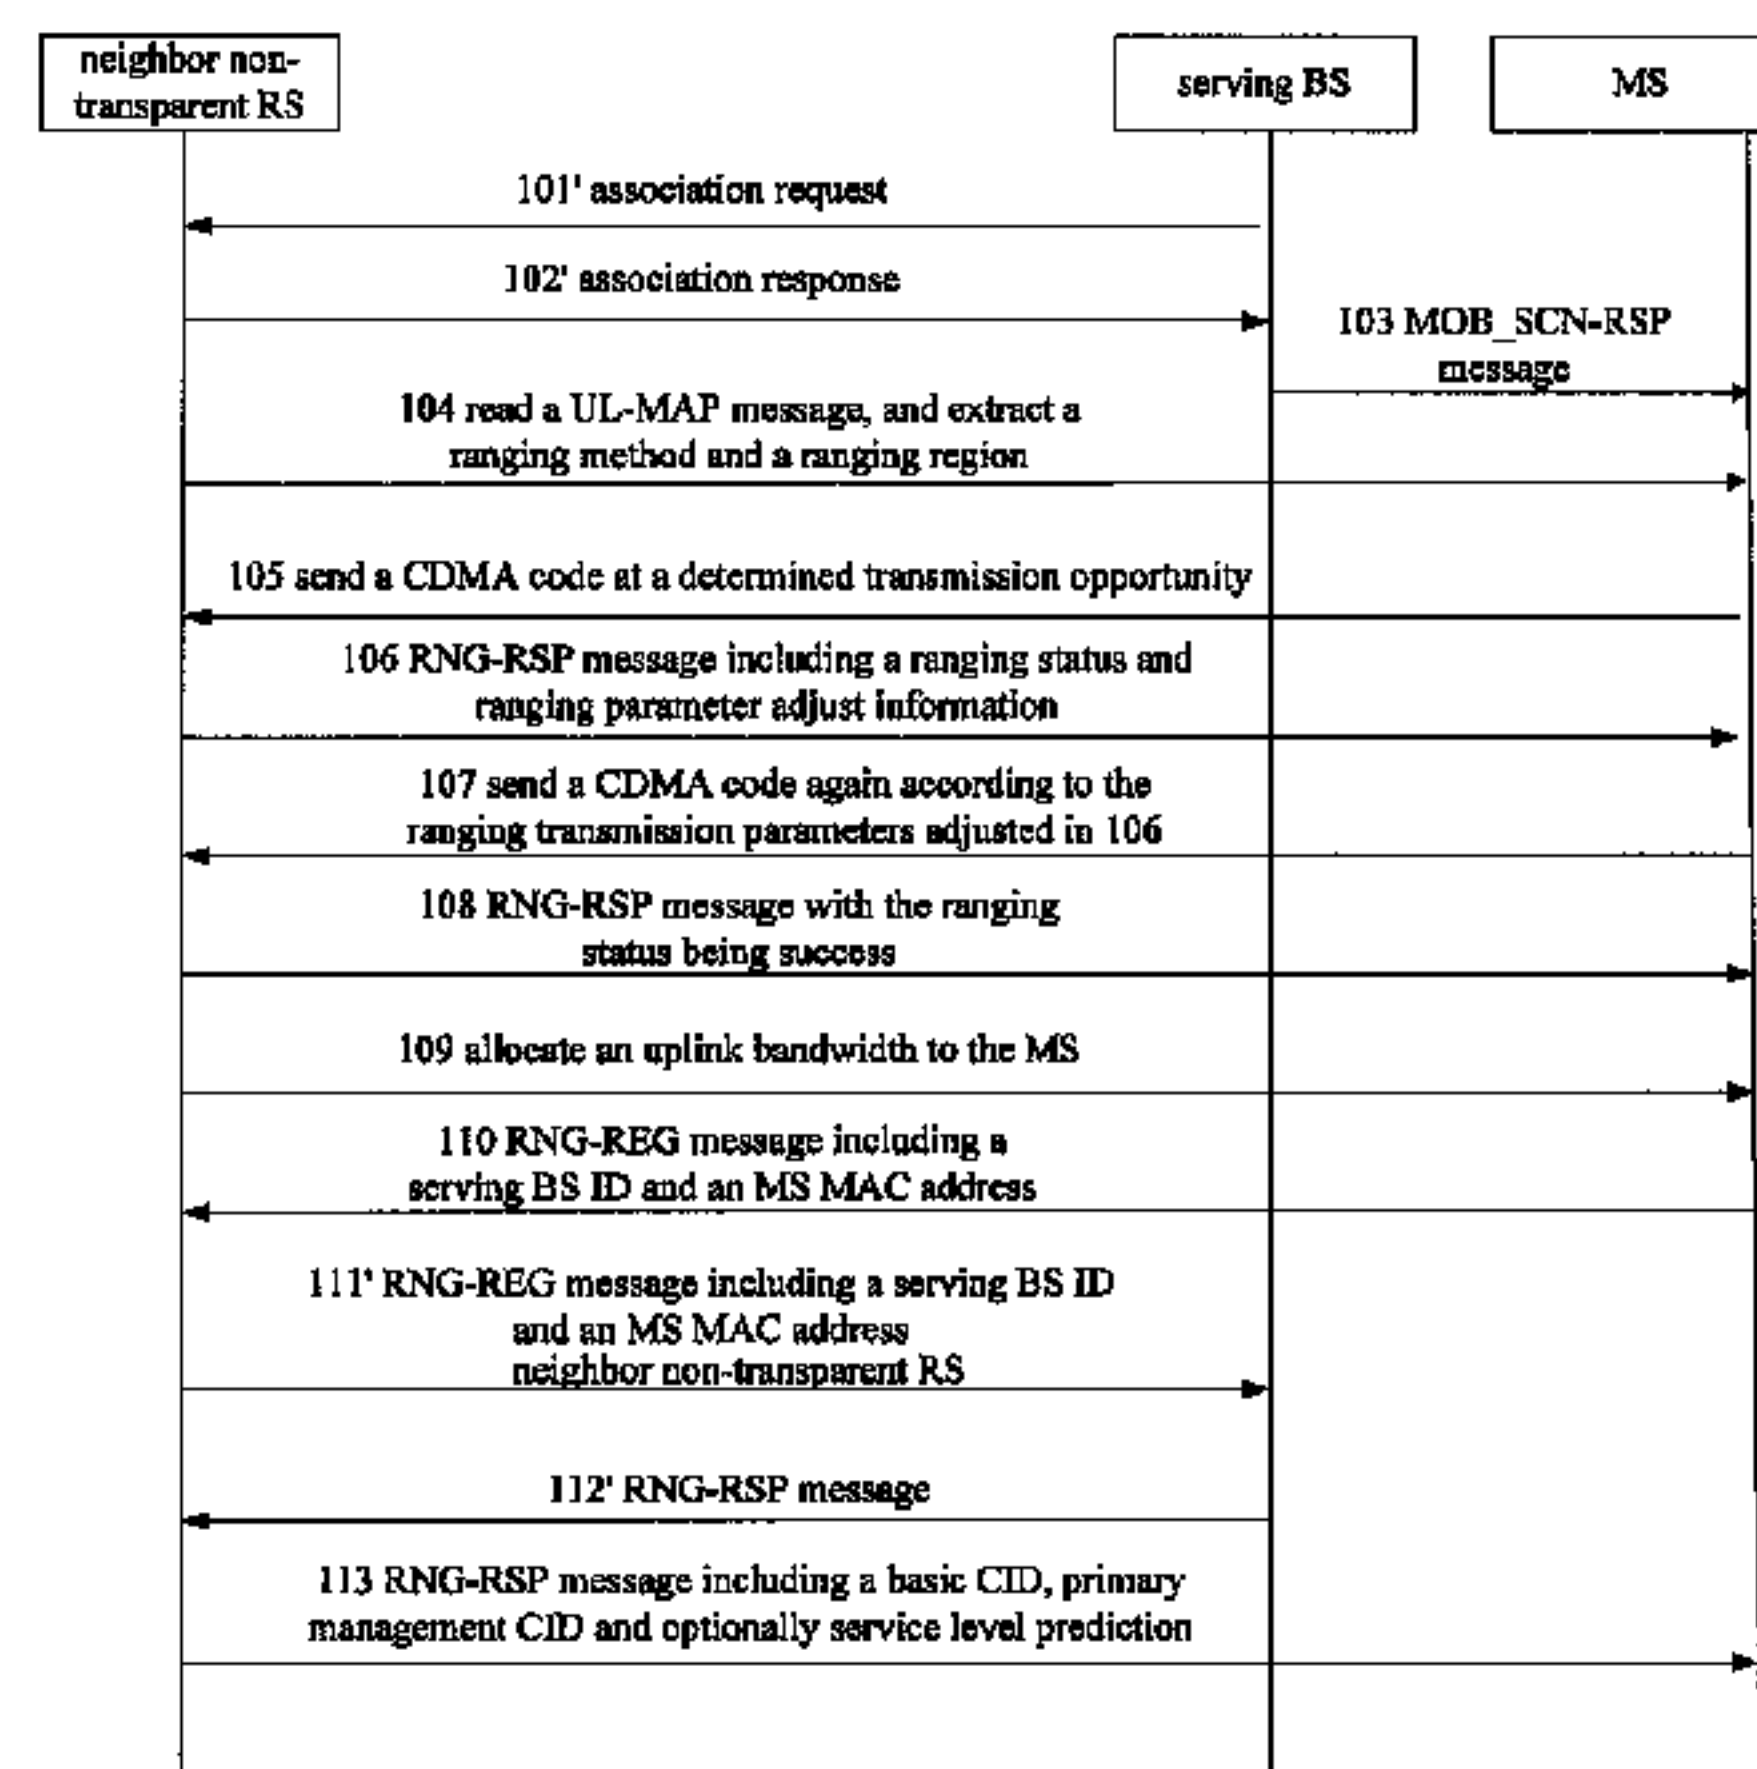 neighbor non-
transparent RS
serving BS
MS
101' association request
102' association response
103 MOB_SCN-RSP
message
104 read a UL-MAP message, and extract a
ranging method and a ranging region
105 send a CDMA code at a determined transmission opportunity
106 RNG-RSP message including a ranging status and
ranging parameter adjust information
107 send a CDMA code again according to the
ranging transmission parameters adjusted in 106
108 RNG-RSP message with the ranging
status being success
109 allocate an uplink bandwidth to the MS
110 RNG-REG message including a
serving BS ID and an MS MAC address
111' RNG-REG message including a serving BS ID
and an MS MAC address
neighbor non-transparent RS
112' RNG-RSP message
113 RNG-RSP message including a basic CID, primary
management CID and optionally service level prediction